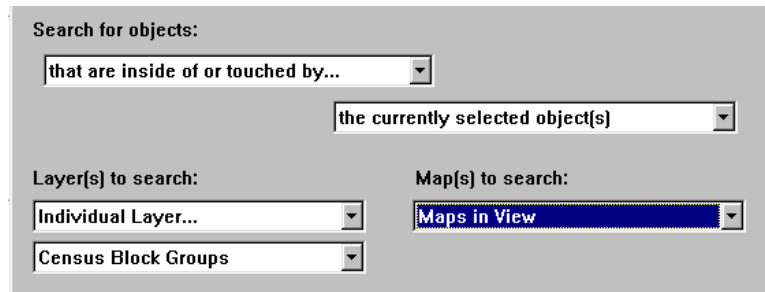 Search for objects:
that are inside of or touched by...
the currently selected object(s)
Layer(s) to search: Map(s) to search:
Individual Layer... Maps in View
Census Block Groups